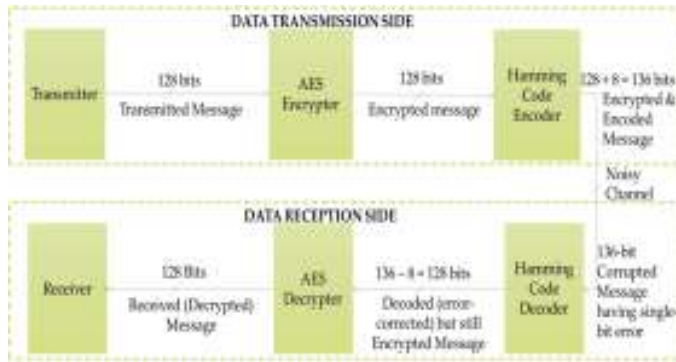 DATA TRANSMISSION SIDE
Transmitter
128 bits
Transmitted Message
AES
Encryptor
128 bits
Encrypted message
Hamming
Code
Encoder
128 + 8 = 136 bits
Encrypted &
Encoded
Message
Noisy
Channel
DATA RECEPTION SIDE
Receiver
128 Bits
Received (Decrypted)
Message
AES
Decrypter
136 – 8 = 128 bits
Decoded (error-
corrected) but still
Encrypted Message
Hamming
Code
Decoder
136-bit
Corrupted
Message
having single
bit error